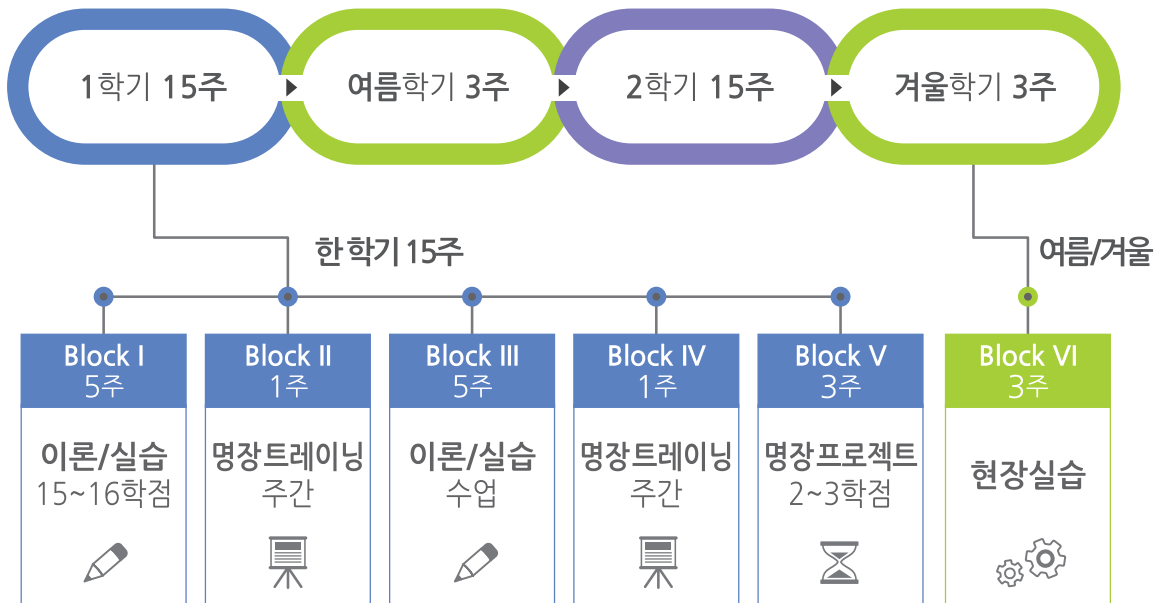 1학기 15주
여름학기 3주
2학기 15주
겨울학기 3주
한 학기 15주
여름/겨울
Block Ⅰ
5주
이론/실습
15~16학점
Block Ⅱ
1주
명장트레이닝
주간
Block Ⅲ
5주
이론/실습
수업
Block Ⅳ
1주
명장트레이닝
주간
Block Ⅴ
3주
명장프로젝트
2~3학점
Block Ⅵ
3주
현장실습